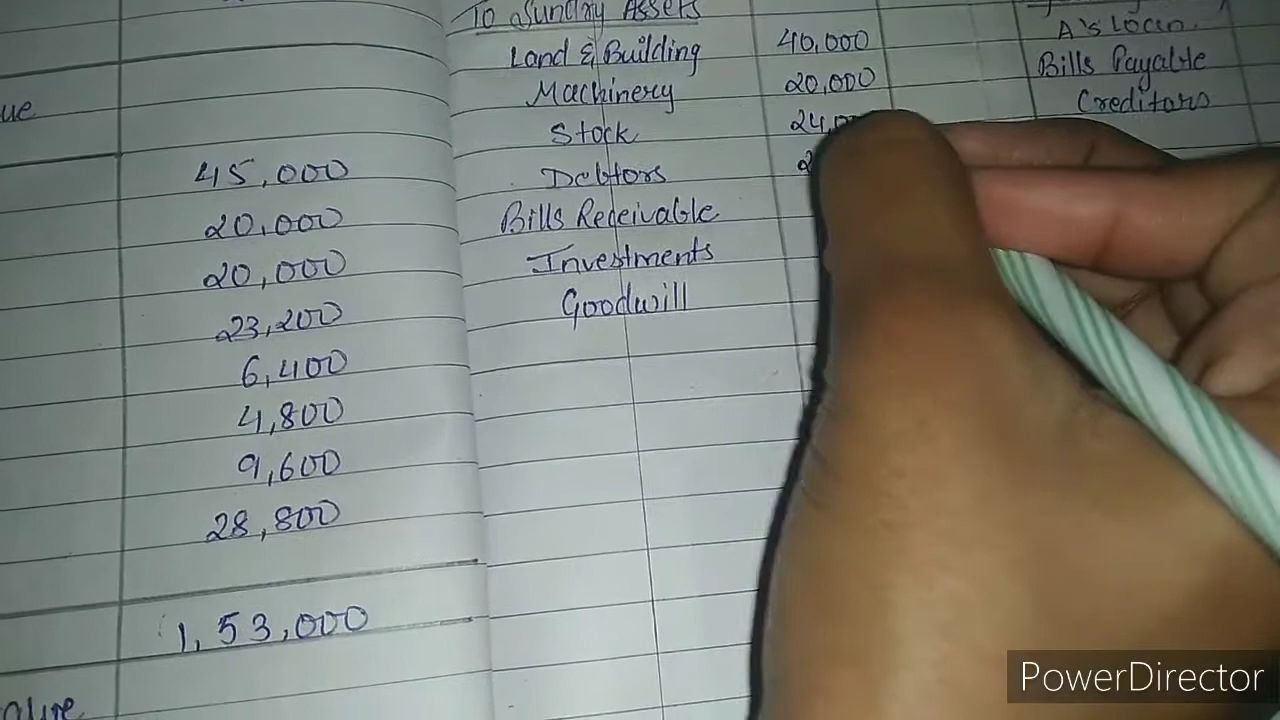 To Sundry Assets
Land & Building 40,000
Machinery 20,000
Stock
Debtors
Bills Receivable
Investments
Goodwill
A's Loan.
Bills Payable
Creditors
ue
45,000
20,000
20,000
23,200
6,400
4,800
9,600
28,800
1,53,000
PowerDirector